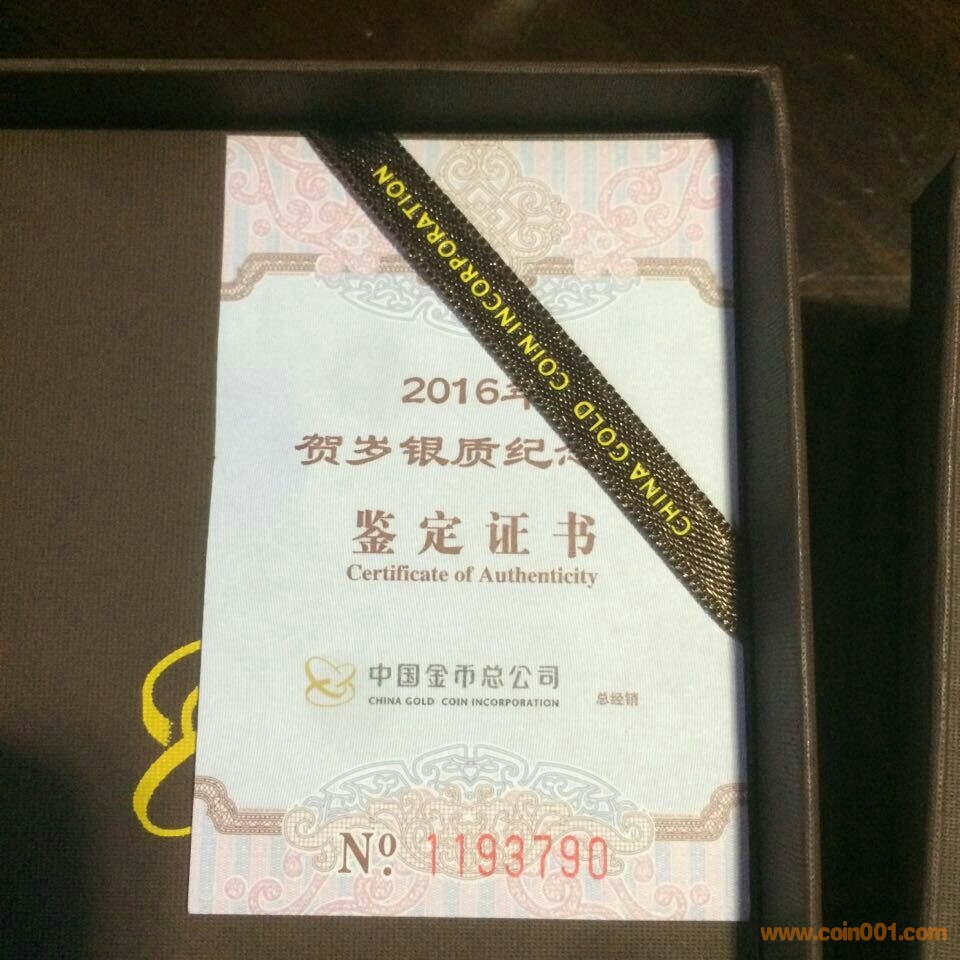 CHINA GOLD COIN INCORPORATION
2016年
贺岁银质纪念
鉴定证书
Certificate of Authenticity
中国金币总公司
CHINA GOLD COIN INCORPORATION
总经销
Nº. 1193790
www.coin001.com